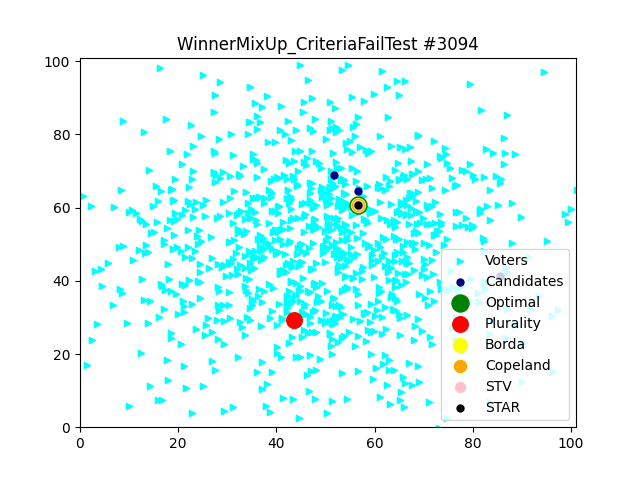 WinnerMixUp_CriteriaFailTest #3094
100
80
60
40
20
0
0
20
40
60
80
100
Voters
Candidates
Optimal
Plurality
Borda
Copeland
STV
STAR